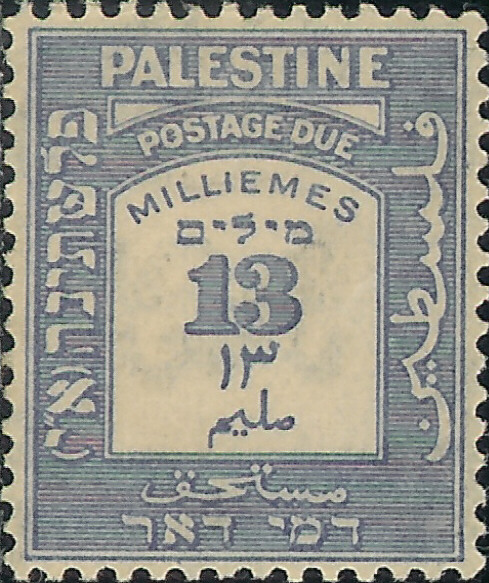 PALESTINE
POSTAGE DUE
פלשתינה (א״י)
فلسطين
MILLIEMES
מילים
13
١٣
مليم
مستحق
דמי דאר